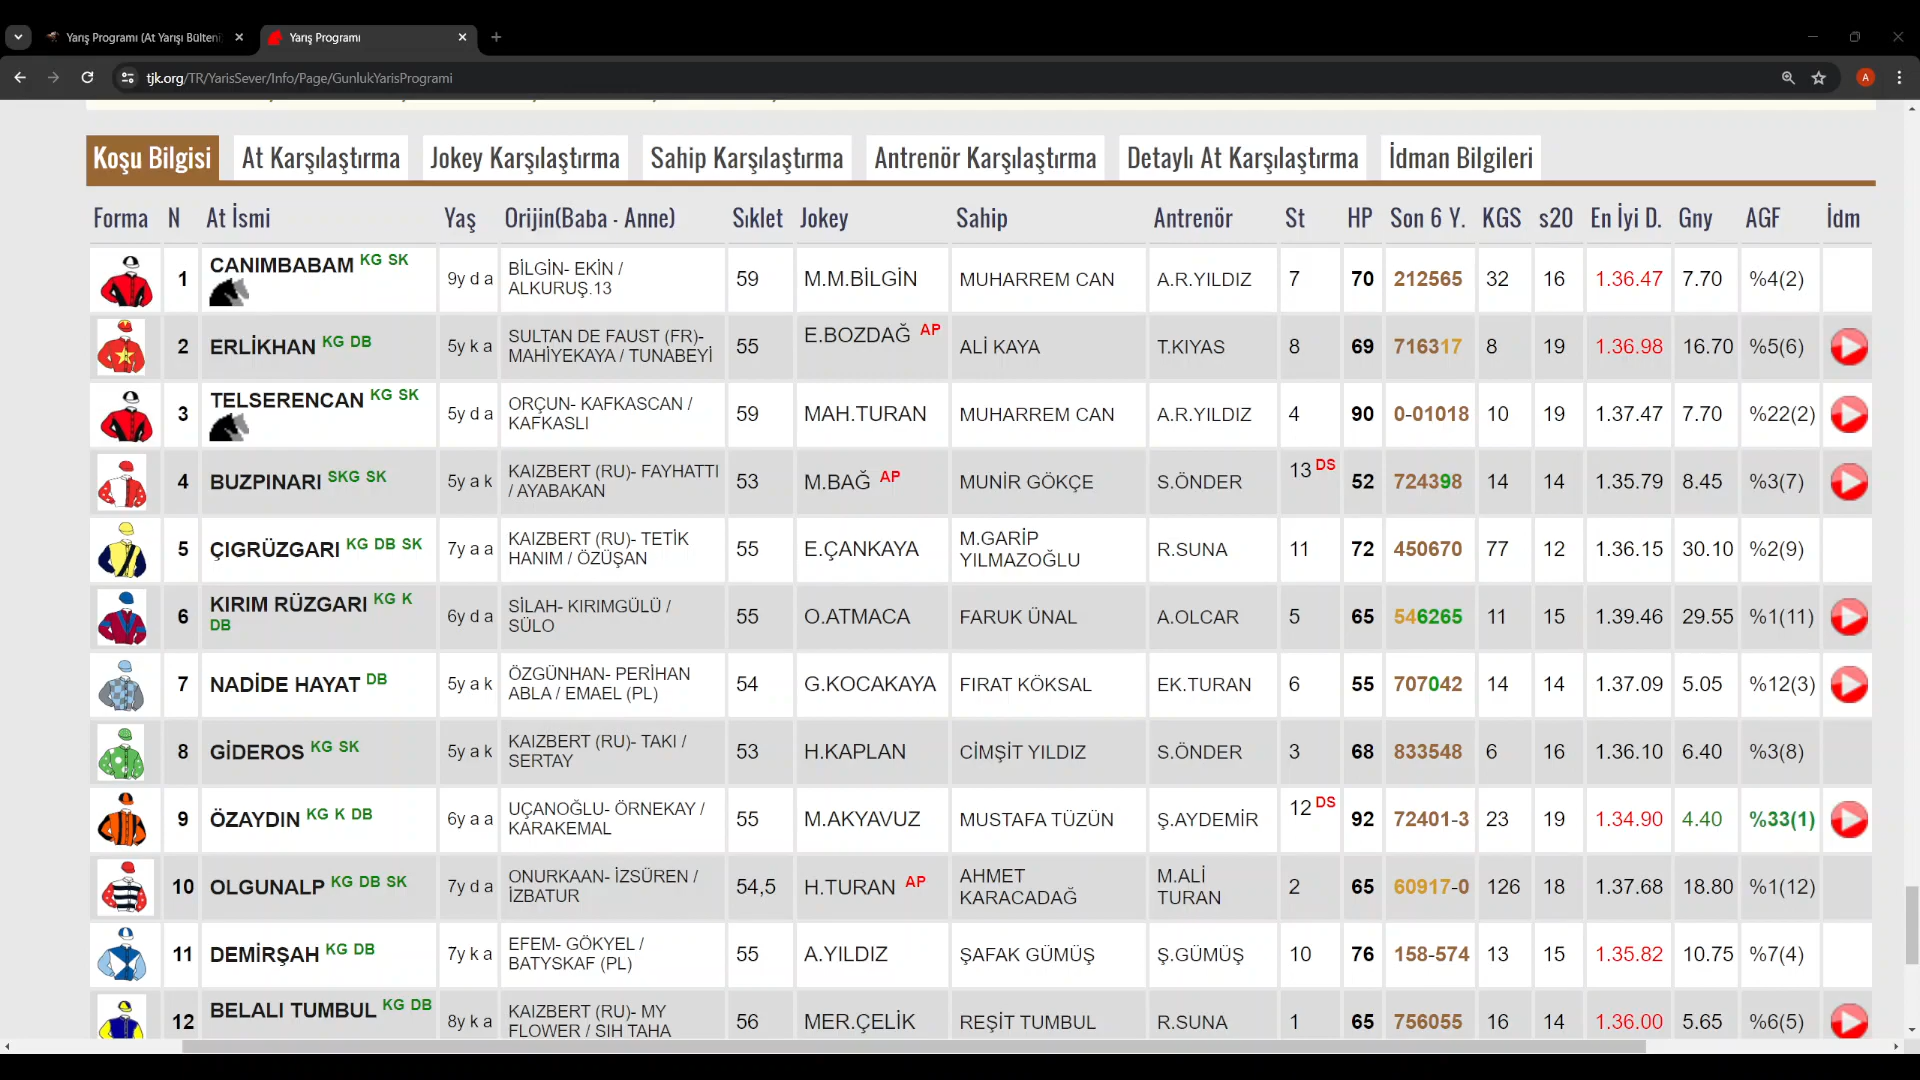 Yarış Programı (At Yarışı Bülteni
Yarış Programı
tjk.org/TR/YarisSever/Info/Page/GunlukYarisProgrami
A
Koşu Bilgisi At Karşılaştırma Jokey Karşılaştırma Sahip Karşılaştırma Antrenör Karşılaştırma Detaylı At Karşılaştırma İdman Bilgileri
Forma N At İsmi Yaş Orijin(Baba - Anne) Sıklet Jokey Sahip Antrenör St HP Son 6 Y. KGS s20 En İyi D. Gny AGF İdm
1 CANIMBABAM KG SK 9y d a BİLGİN- EKİN / ALKURUŞ.13 59 M.M.BİLGİN MUHARREM CAN A.R.YILDIZ 7 70 212565 32 16 1.36.47 7.70 %4(2)
2 ERLİKHAN KG DB 5y k a SULTAN DE FAUST (FR)- MAHİYEKAYA / TUNABEYİ 55 E.BOZDAĞ AP ALİ KAYA T.KIYAS 8 69 716317 8 19 1.36.98 16.70 %5(6)
3 TELSERENCAN KG SK 5y d a ORÇUN- KAFKASCAN / KAFKASLI 59 MAH.TURAN MUHARREM CAN A.R.YILDIZ 4 90 0-01018 10 19 1.37.47 7.70 %22(2)
4 BUZPINARI SKG SK 5y a k KAIZBERT (RU)- FAYHATTI / AYABAKAN 53 M.BAĞ AP MUNİR GÖKÇE S.ÖNDER 13 DS 52 724398 14 14 1.35.79 8.45 %3(7)
5 ÇIGRÜZGARI KG DB SK 7y a a KAIZBERT (RU)- TETİK HANIM / ÖZÜŞAN 55 E.ÇANKAYA M.GARİP YILMAZOĞLU R.SUNA 11 72 450670 77 12 1.36.15 30.10 %2(9)
6 KIRIM RÜZGARI KG K DB 6y d a SİLAH- KIRIMGÜLÜ / SÜLO 55 O.ATMACA FARUK ÜNAL A.OLCAR 5 65 546265 11 15 1.39.46 29.55 %1(11)
7 NADİDE HAYAT DB 5y a k ÖZGÜNHAN- PERİHAN ABLA / EMAEL (PL) 54 G.KOCAKAYA FIRAT KÖKSAL EK.TURAN 6 55 707042 14 14 1.37.09 5.05 %12(3)
8 GİDEROS KG SK 5y a k KAIZBERT (RU)- TAKI / SERTAY 53 H.KAPLAN CİMŞİT YILDIZ S.ÖNDER 3 68 833548 6 16 1.36.10 6.40 %3(8)
9 ÖZAYDIN KG K DB 6y a a UÇANOĞLU- ÖRNEKAY / KARAKEMAL 55 M.AKYAVUZ MUSTAFA TÜZÜN Ş.AYDEMİR 12 DS 92 72401-3 23 19 1.34.90 4.40 %33(1)
10 OLGUNALP KG DB SK 7y d a ONURKAAN- İZSÜREN / İZBATUR 54,5 H.TURAN AP AHMET KARACADAĞ M.ALİ TURAN 2 65 60917-0 126 18 1.37.68 18.80 %1(12)
11 DEMİRŞAH KG DB 7y k a EFEM- GÖKYEL / BATYSKAF (PL) 55 A.YILDIZ ŞAFAK GÜMÜŞ Ş.GÜMÜŞ 10 76 158-574 13 15 1.35.82 10.75 %7(4)
12 BELALI TUMBUL KG DB 8y k a KAIZBERT (RU)- MY FLOWER / SIH TAHA 56 MER.ÇELİK REŞİT TUMBUL R.SUNA 1 65 756055 16 14 1.36.00 5.65 %6(5)